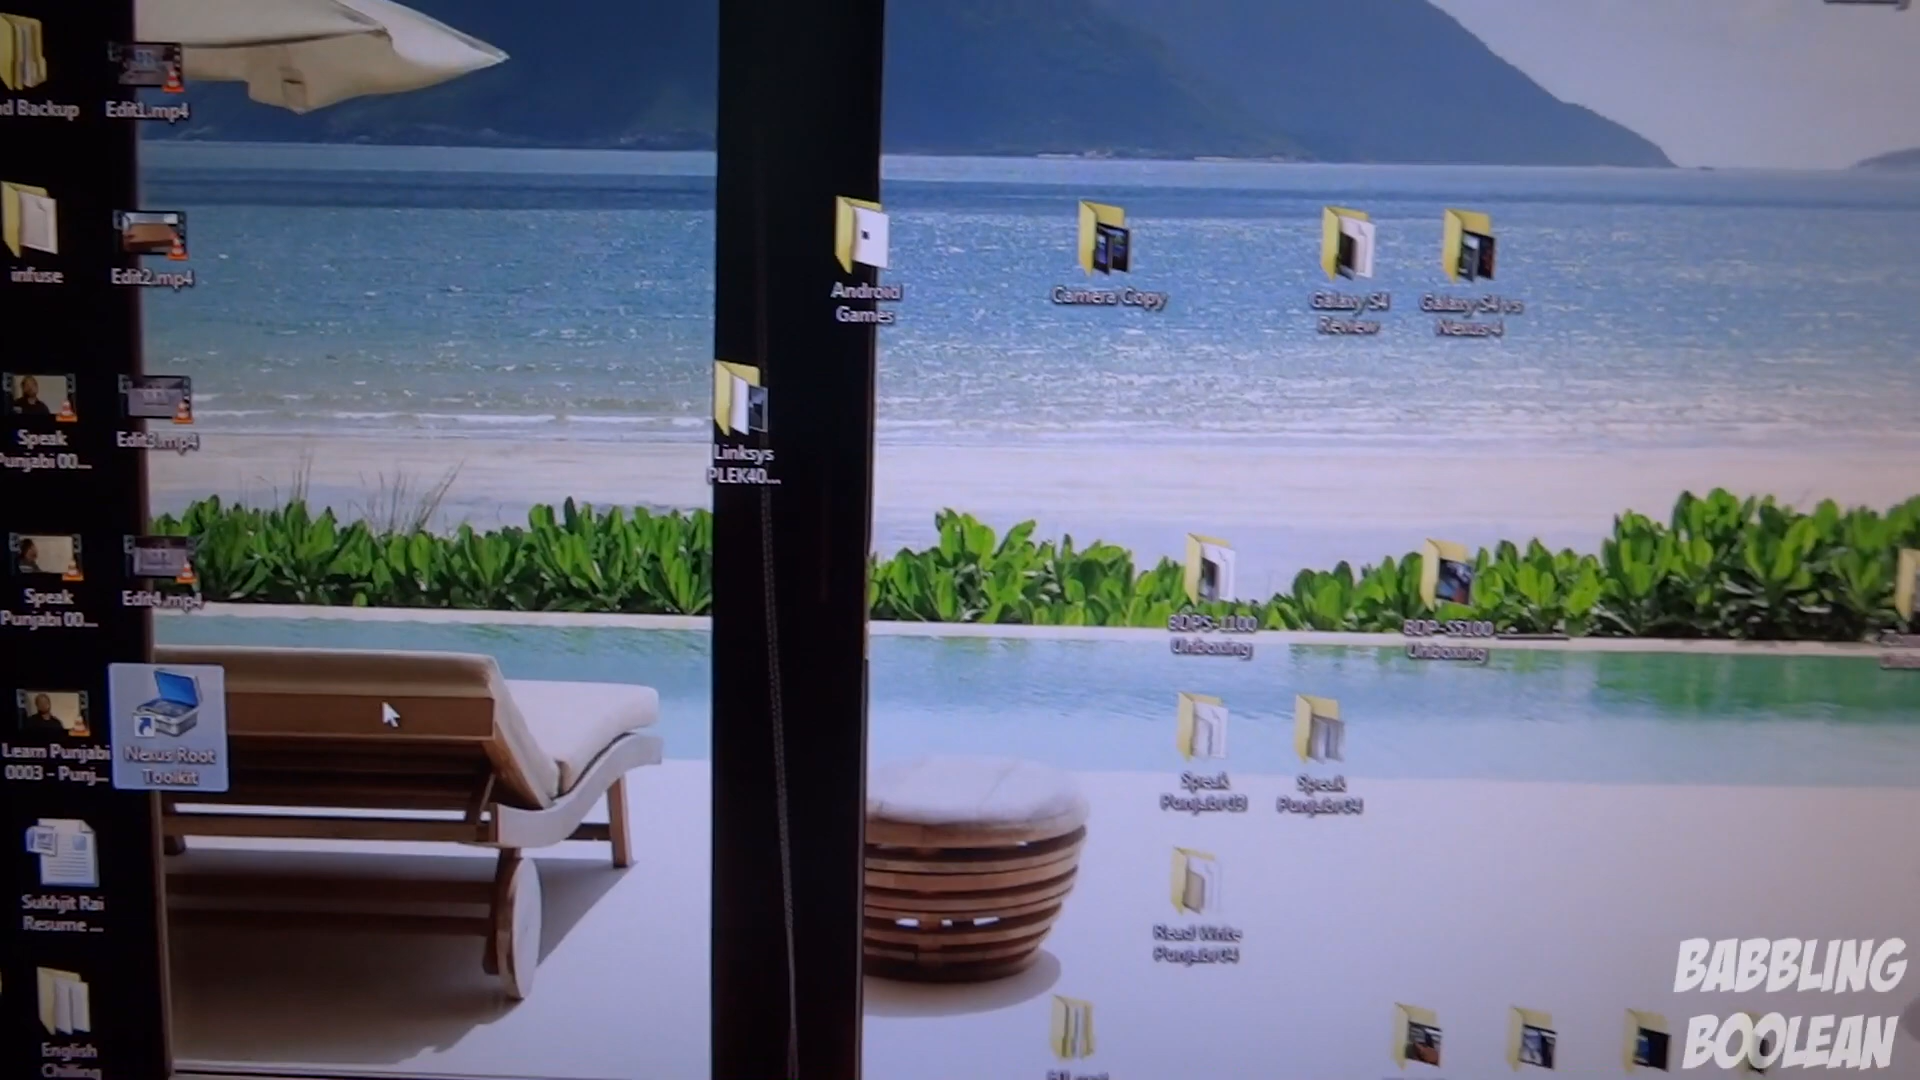 d Backup
Edit1.mp4
infuse
Edit2.mp4
Android
Games
Camera Copy
Galaxy S4
Review
Galaxy S4 vs
Nexus 4
Speak
Punjabi 00...
Edit3.mp4
Linksys
PLEK40...
Speak
Punjabi 00...
Edit4.mp4
BDPS-1100
Unboxing
BDP-S5100
Unboxing
Learn Punjabi
0003 - Punj...
Nexus Root
Toolkit
Speak
Punjabi 03
Speak
Punjabi 04
Sukhjit Rai
Resume ...
Read Write
Punjabi 04
English
Chilling
BABBLING
BOOLEAN